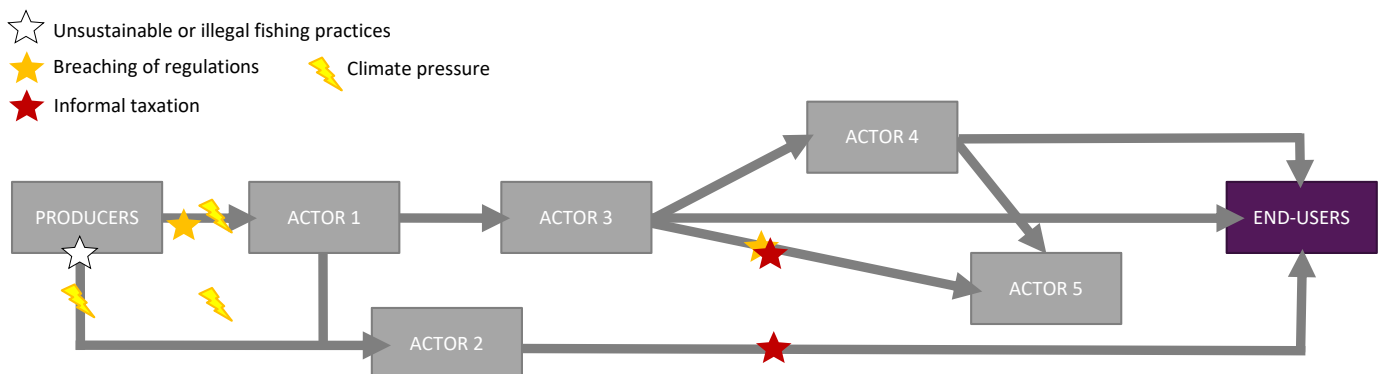 Unsustainable or illegal fishing practices
Breaching of regulations
Climate pressure
Informal taxation
ACTOR 4
PRODUCERS
ACTOR 1
ACTOR 3
END-USERS
ACTOR 5
ACTOR 2